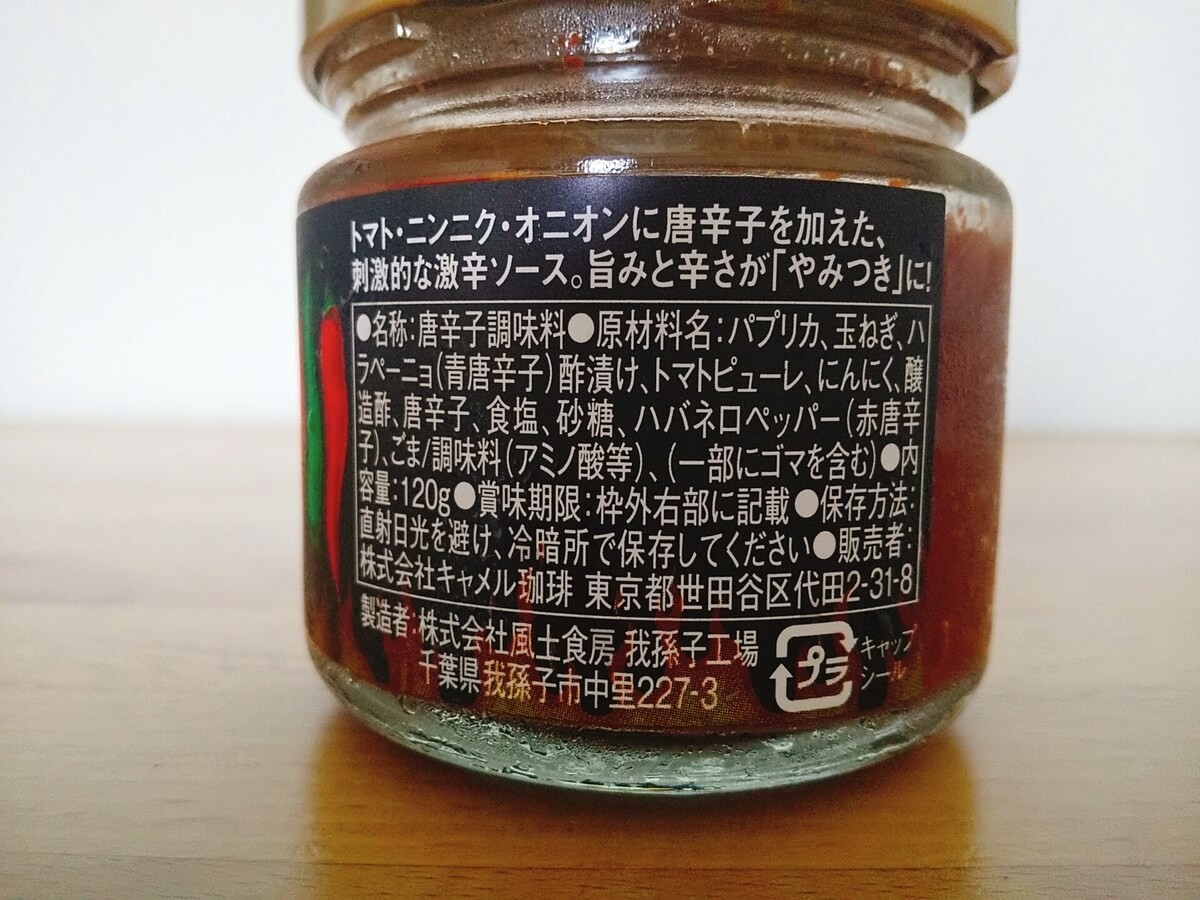 トマト・ニンニク・オニオンに唐辛子を加えた、
刺激的な激辛ソース。旨みと辛さが「やみつき」に!
●名称:唐辛子調味料●原材料名:パプリカ、玉ねぎ、ハ
ラペーニョ(青唐辛子)酢漬け、トマトピューレ、にんにく、醸
造酢、唐辛子、食塩、砂糖、ハバネロペッパー(赤唐辛
子)、ごま/調味料(アミノ酸等)、(一部にゴマを含む)●内
容量:120g●賞味期限:枠外右部に記載●保存方法:
直射日光を避け、冷暗所で保存してください●販売者:
株式会社キャメル珈琲 東京都世田谷区代田2-31-8
製造者:株式会社風土食房 我孫子工場
千葉県我孫子市中里227-3
プラ
キャップ
シール